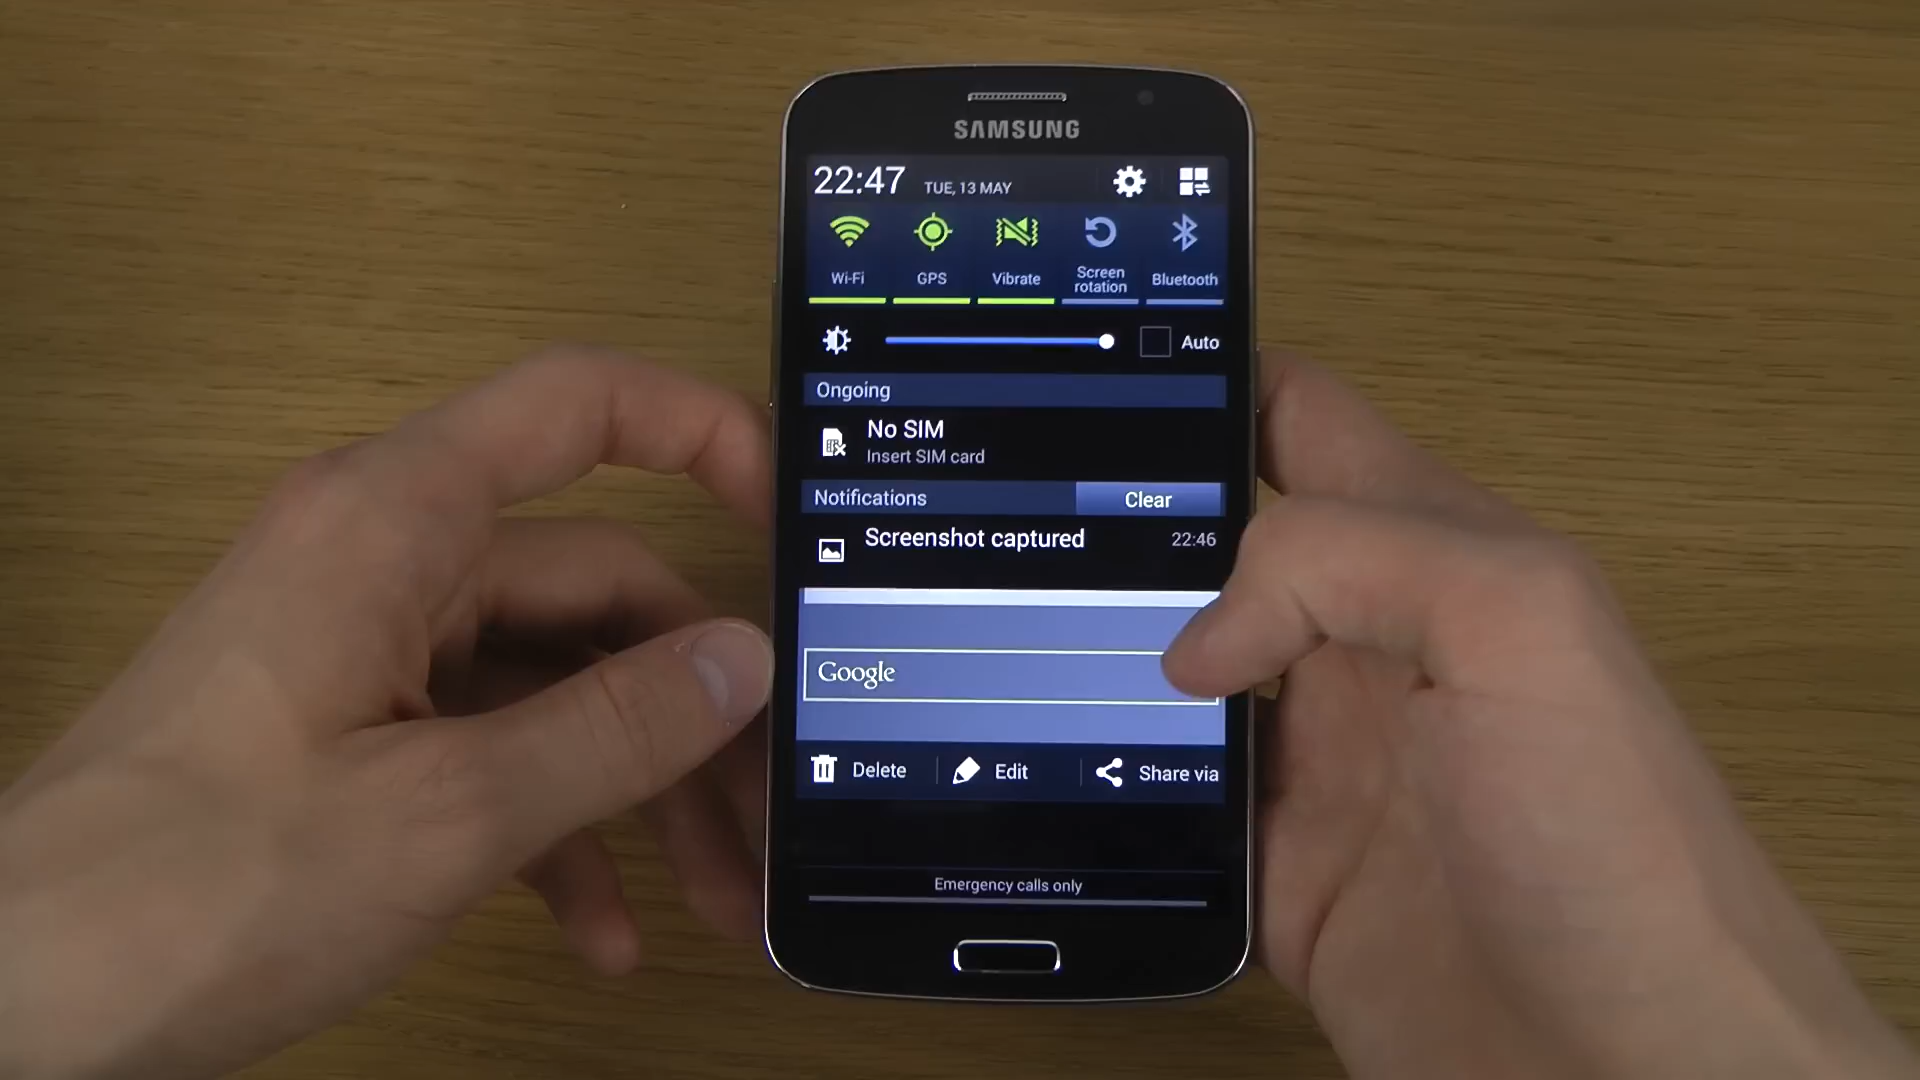 SAMSUNG
22:47 TUE, 13 MAY
Wi-Fi GPS Vibrate Screen rotation Bluetooth
Auto
Ongoing
No SIM
Insert SIM card
Notifications Clear
Screenshot captured 22:46
Google
Delete Edit Share via
Emergency calls only